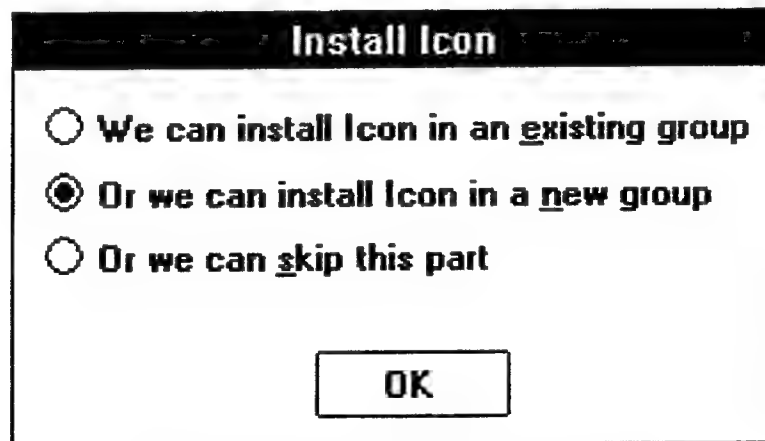 Install Icon
We can install Icon in an existing group
Or we can install Icon in a new group
Or we can skip this part
OK